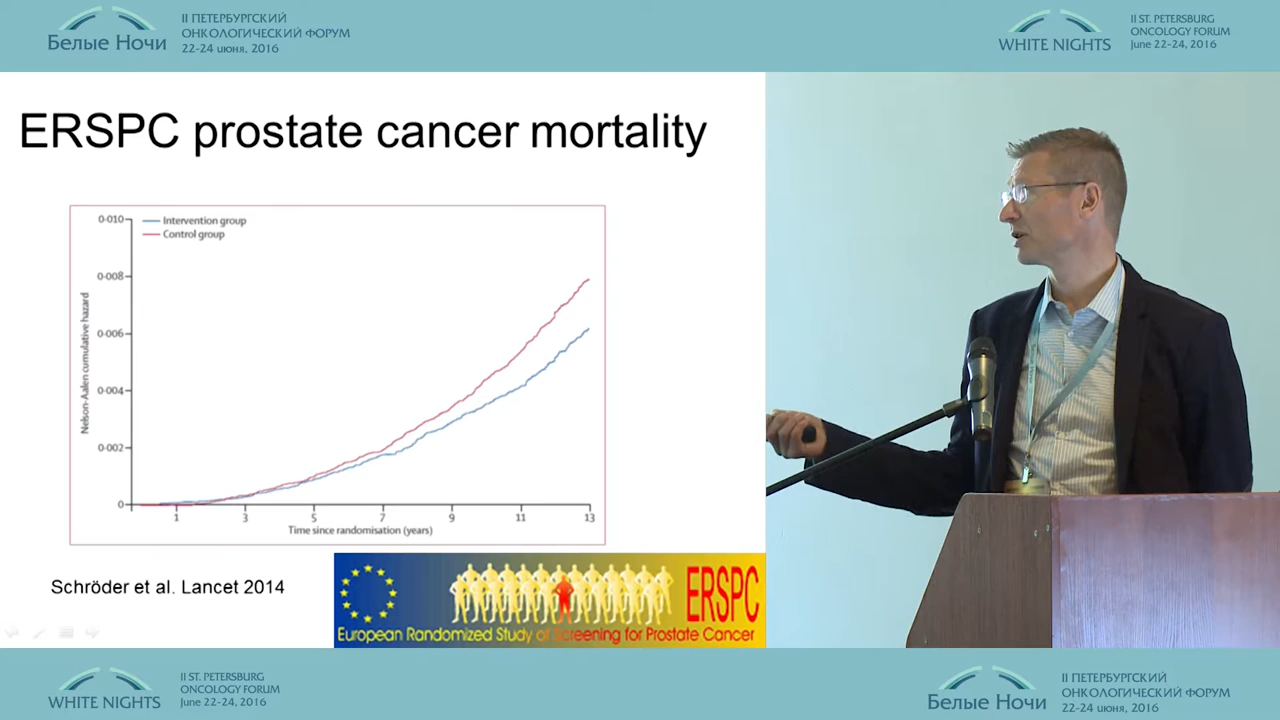 II ПЕТЕРБУРГСКИЙ
ОНКОЛОГИЧЕСКИЙ ФОРУМ
Белые Ночи
22-24 июня, 2016
II ST. PETERSBURG
ONCOLOGY FORUM
WHITE NIGHTS
June 22-24, 2016
ERSPC prostate cancer mortality
0·010
Intervention group
Control group
0·008
0·006
0·004
0·002
0
Nelson-Aalen cumulative hazard
1 3 5 7 9 11 13
Time since randomisation (years)
Schröder et al. Lancet 2014
ERSPC
European Randomized Study of Screening for Prostate Cancer
II ST. PETERSBURG
ONCOLOGY FORUM
WHITE NIGHTS
June 22-24, 2016
II ПЕТЕРБУРГСКИЙ
ОНКОЛОГИЧЕСКИЙ ФОРУМ
Белые Ночи
22-24 июня, 2016